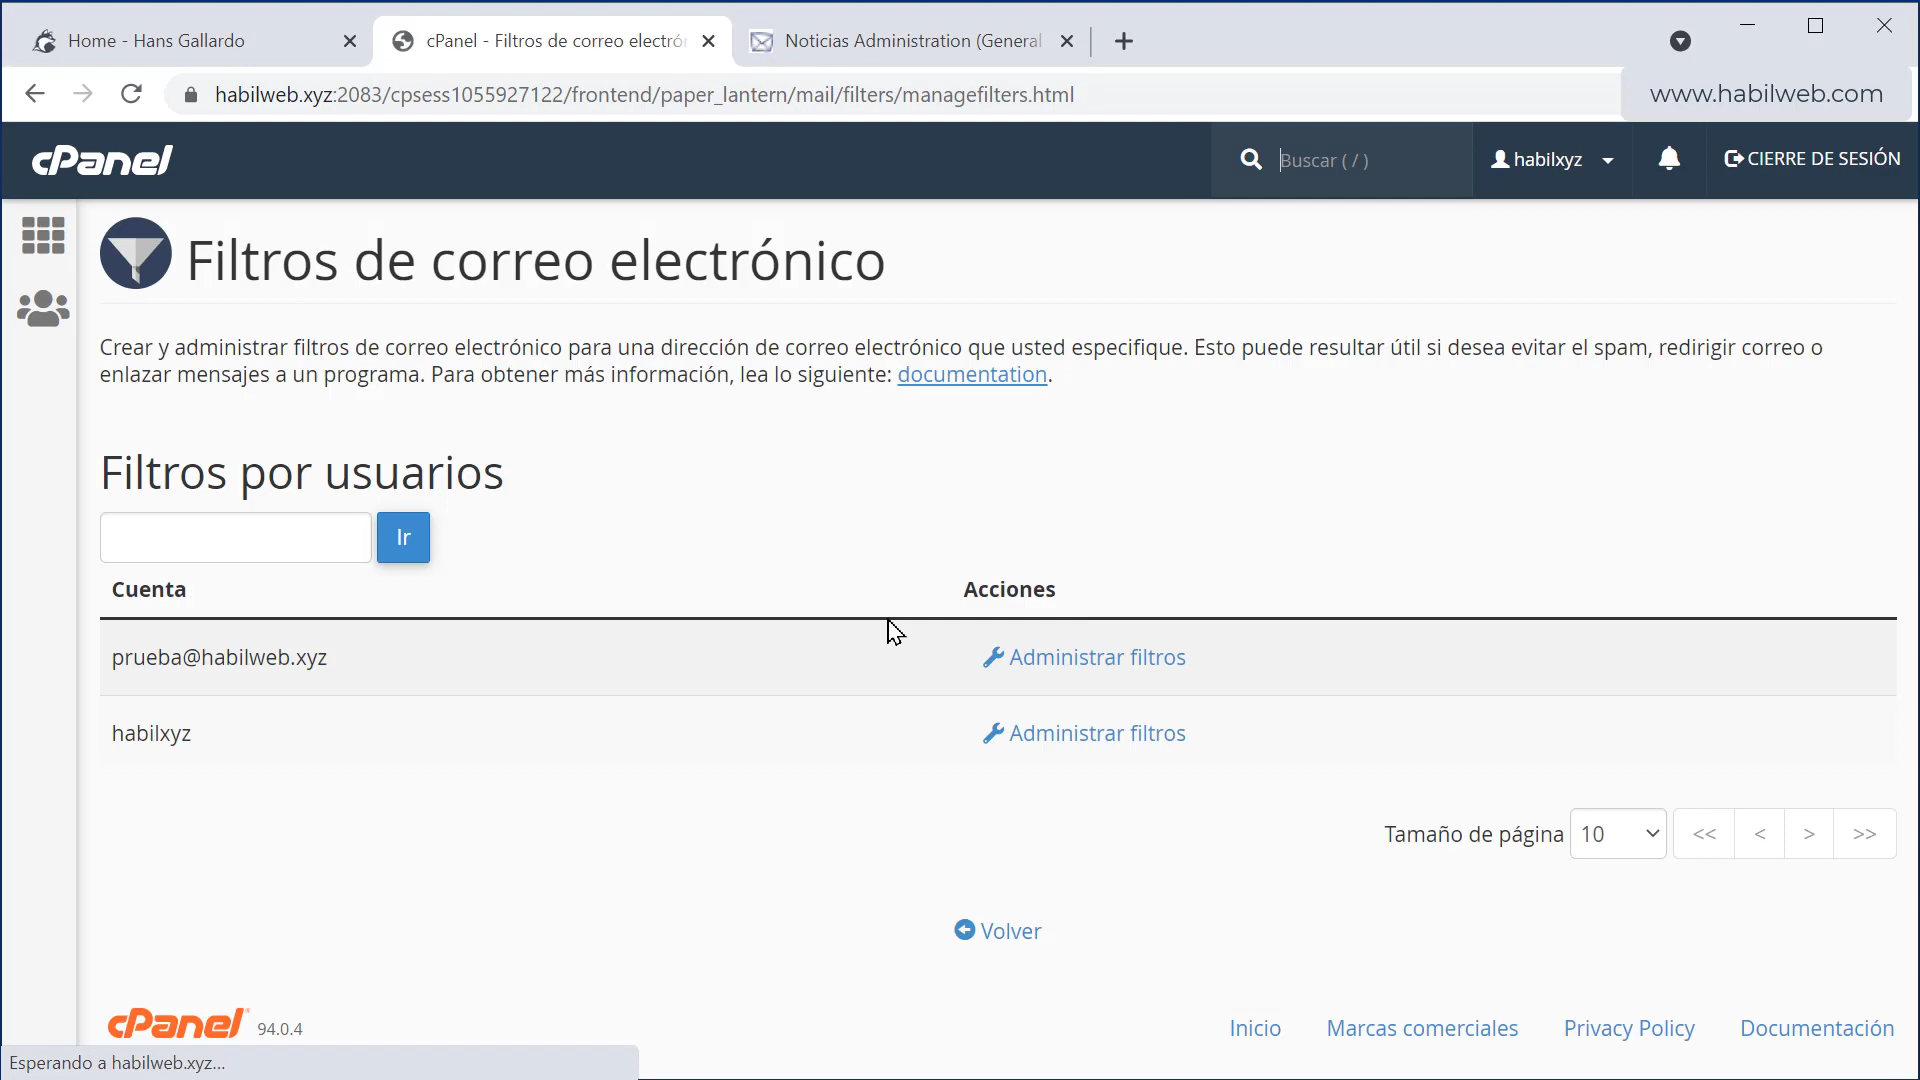 Home - Hans Gallardo
cPanel - Filtros de correo electrór
Noticias Administration (General
habilweb.xyz:2083/cpsess1055927122/frontend/paper_lantern/mail/filters/managefilters.html
www.habilweb.com
cPanel
Buscar ( / )
habilxyz
CIERRE DE SESIÓN
Filtros de correo electrónico
Crear y administrar filtros de correo electrónico para una dirección de correo electrónico que usted especifique. Esto puede resultar útil si desea evitar el spam, redirigir correo o
enlazar mensajes a un programa. Para obtener más información, lea lo siguiente: documentation.
Filtros por usuarios
Ir
Cuenta Acciones
prueba@habilweb.xyz Administrar filtros
habilxyz Administrar filtros
Tamaño de página 10 << < > >>
Volver
cPanel 94.0.4
Inicio Marcas comerciales Privacy Policy Documentación
Esperando a habilweb.xyz...